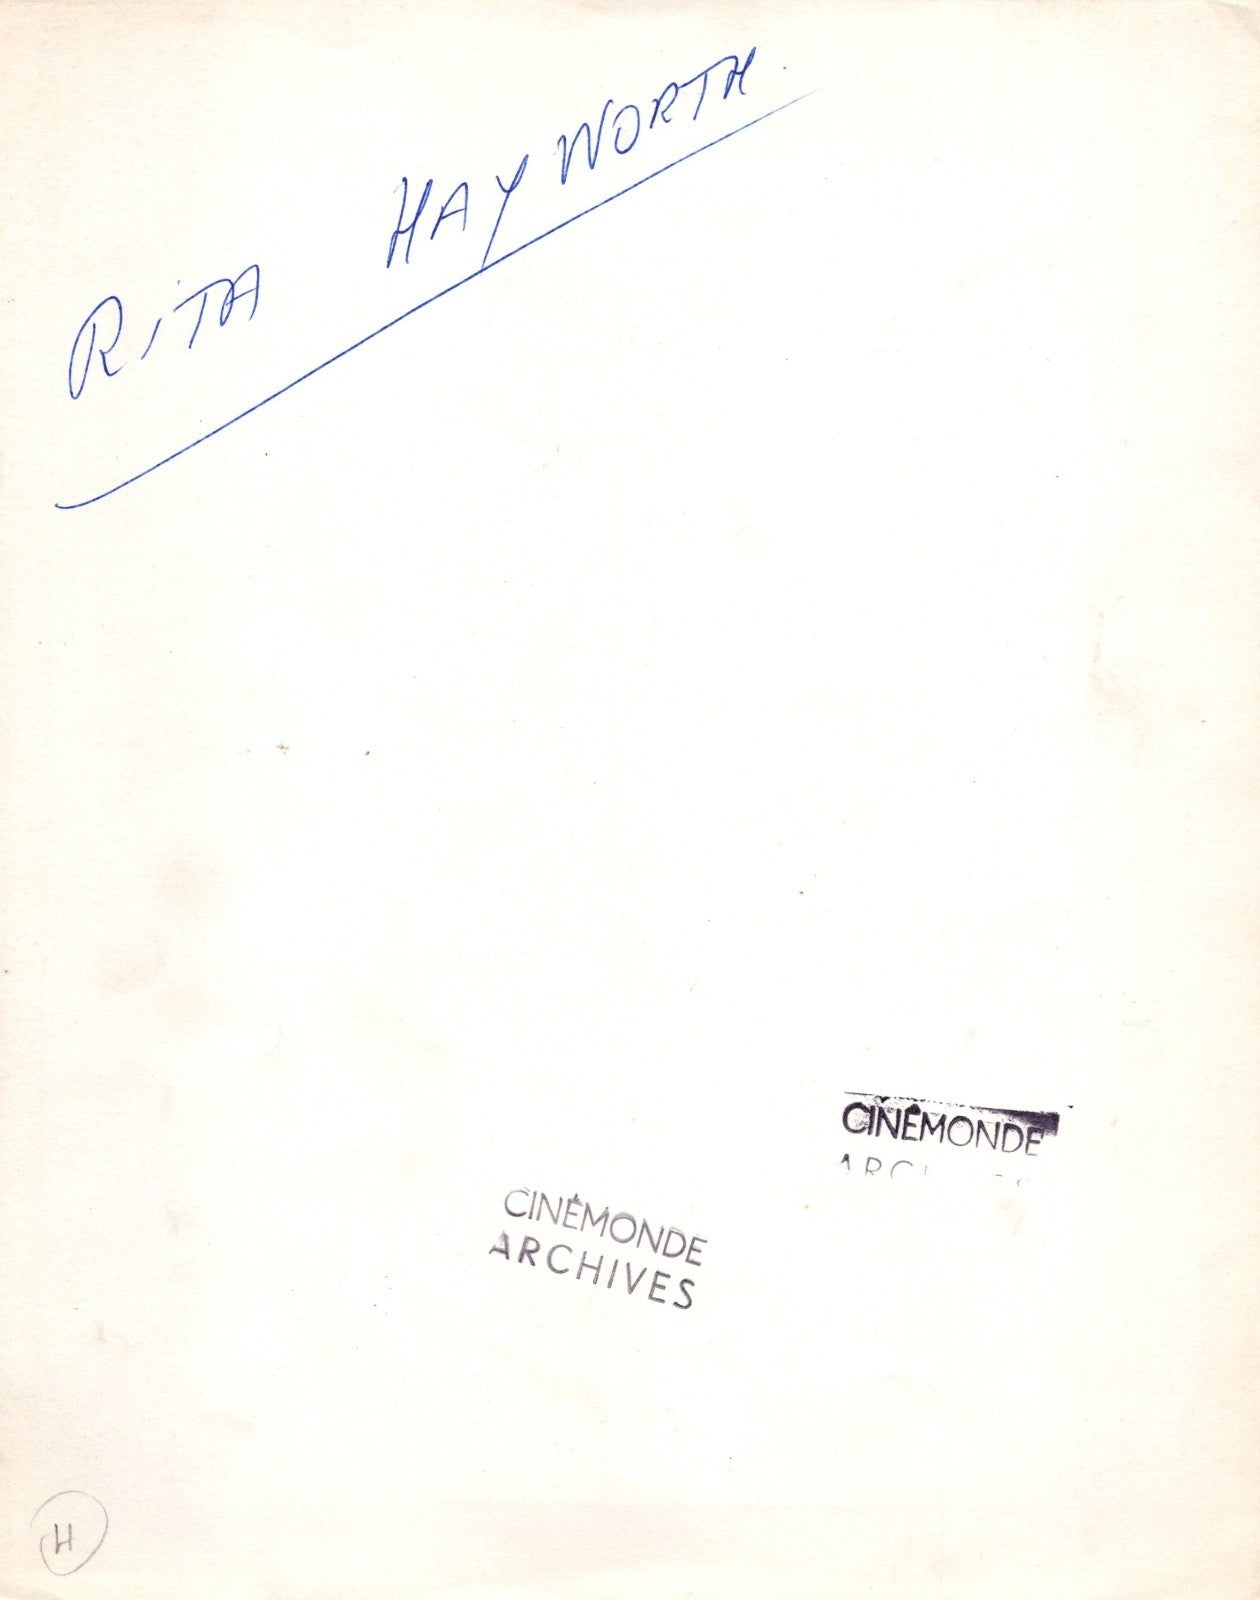 RITA HAYWORTH
CINÉMONDE
CINÉMONDE
ARCHIVES
H